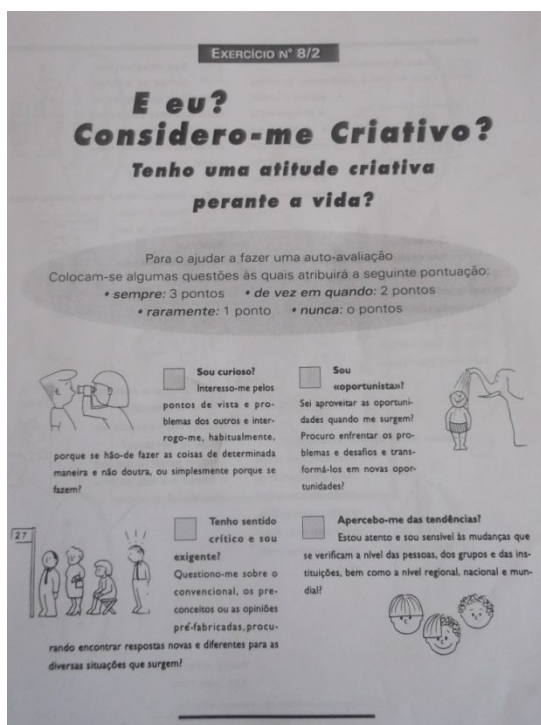 EXERCÍCIO N° 8/2
E eu?
Considero-me Criativo?
Tenho uma atitude criativa
perante a vida?
Para o ajudar a fazer uma auto-avaliação
Colocam-se algumas questões às quais atribuirá a seguinte pontuação:
• sempre: 3 pontos • de vez em quando: 2 pontos
• raramente: 1 ponto • nunca: o pontos
Sou curioso?
Interesso-me pelos
pontos de vista e pro-
blemas dos outros e inter-
rogo-me, habitualmente,
porque se hão-de fazer as coisas de determinada
maneira e não doutra, ou simplesmente porque se
fazem?
Sou
«oportunista»?
Sei aproveitar as oportuni-
dades quando me surgem?
Procuro enfrentar os pro-
blemas e desafios e trans-
formá-los em novas opor-
tunidades?
27
Tenho sentido
crítico e sou
exigente?
Questiono-me sobre o
convencional, os pre-
conceitos ou as opiniões
pré-fabricadas,procu-
rando encontrar respostas novas e diferentes para as
diversas situações que surgem?
Apercebo-me das tendências?
Estou atento e sou sensível às mudanças que
se verificam a nível das pessoas, dos grupos e das ins-
tituições, bem como a nível regional, nacional e mun-
dial?